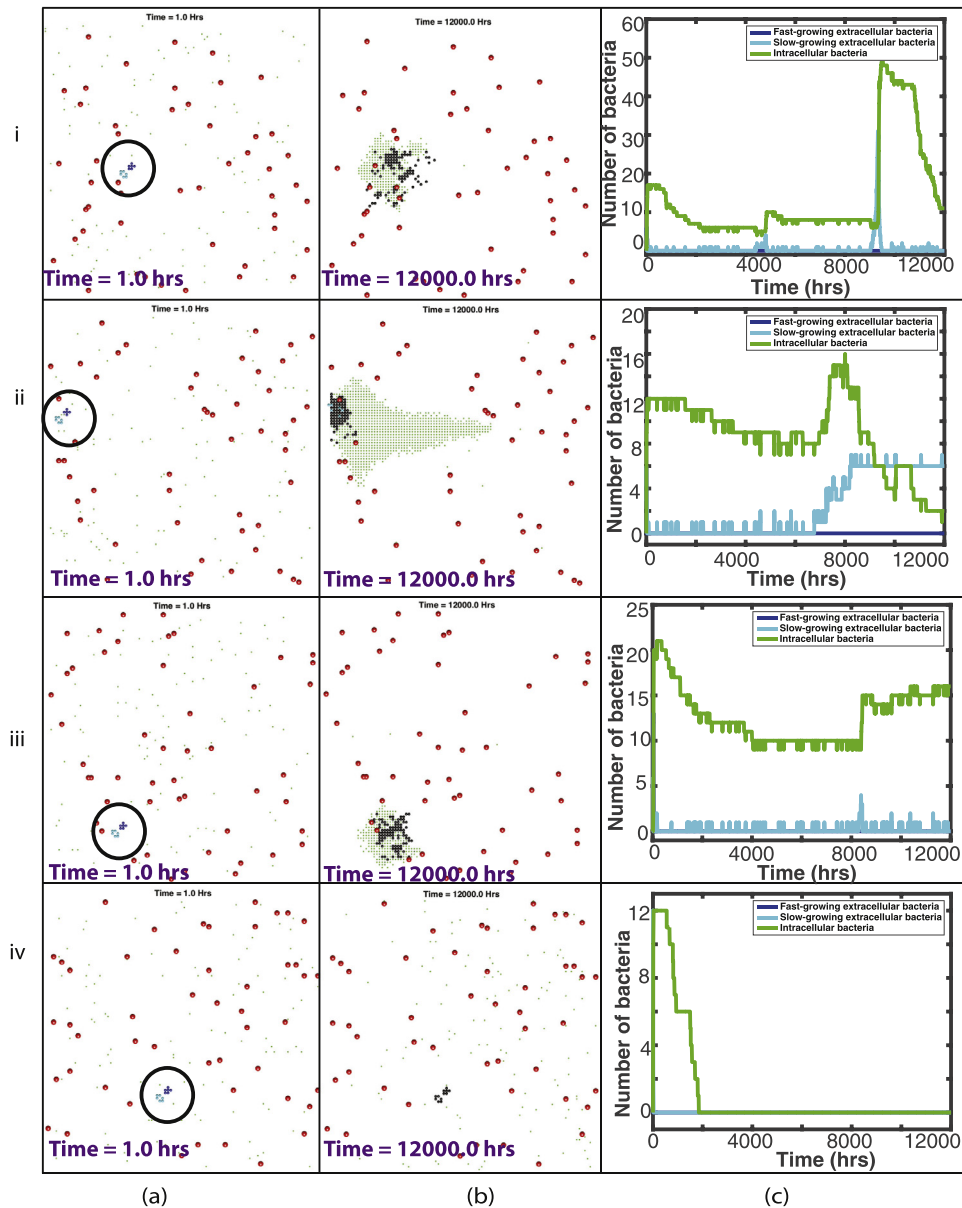 Time = 1.0 Hrs
Time = 12000.0 Hrs
i
Time = 1.0 hrs
Time = 12000.0 hrs
Number of bacteria
60
50
40
30
20
10
0
Fast-growing extracellular bacteria
Slow-growing extracellular bacteria
Intracellular bacteria
0 4000 8000 12000
Time (hrs)
Time = 1.0 Hrs
Time = 12000.0 Hrs
ii
Time = 1.0 hrs
Time = 12000.0 hrs
Number of bacteria
20
16
12
8
4
0
Fast-growing extracellular bacteria
Slow-growing extracellular bacteria
Intracellular bacteria
0 4000 8000 12000
Time (hrs)
Time = 1.0 Hrs
Time = 12000.0 Hrs
iii
Time = 1.0 hrs
Time = 12000.0 hrs
Number of bacteria
25
20
15
10
5
0
Fast-growing extracellular bacteria
Slow-growing extracellular bacteria
Intracellular bacteria
0 4000 8000 12000
Time (hrs)
Time = 1.0 Hrs
Time = 12000.0 Hrs
iv
Time = 1.0 hrs
Time = 12000.0 hrs
Number of bacteria
12
8
4
0
Fast-growing extracellular bacteria
Slow-growing extracellular bacteria
Intracellular bacteria
0 4000 8000 12000
Time (hrs)
(a) (b) (c)